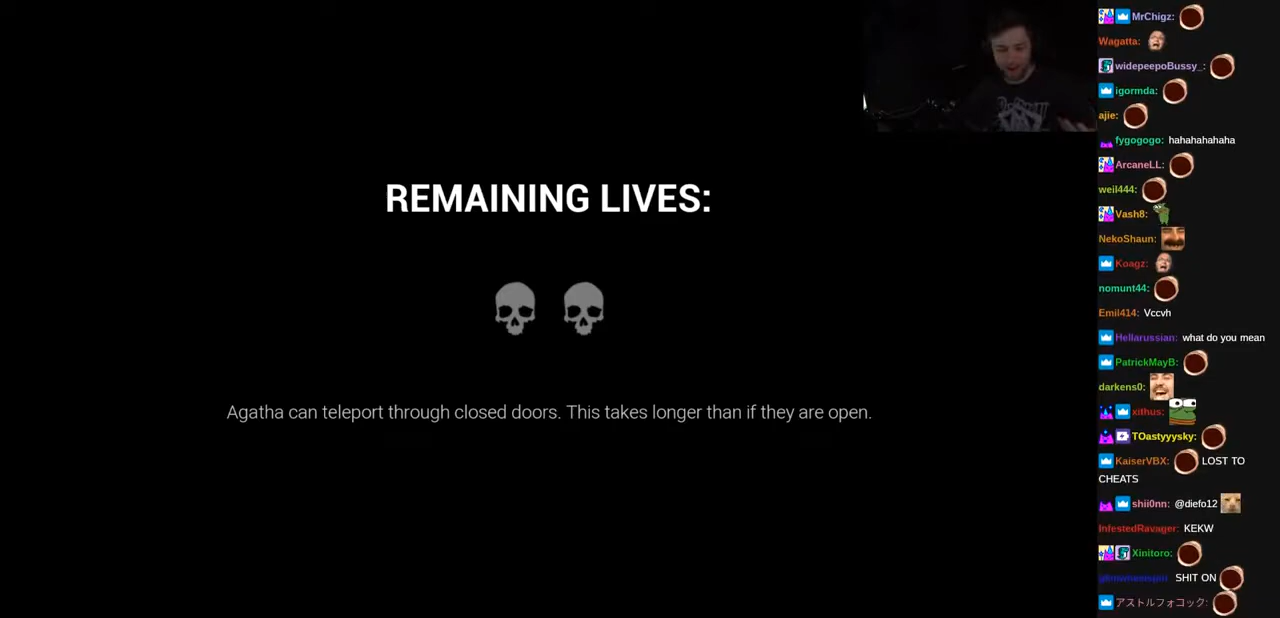 REMAINING LIVES:
Agatha can teleport through closed doors. This takes longer than if they are open.
MrChigz:
Wagatta:
widepeepoBussy_:
igormda:
ajie:
fygogogo: hahahahahaha
ArcaneLL:
weil444:
Vash8:
NekoShaun:
Koagz:
nomunt44:
Emil414: Vccvh
Hellarussian: what do you mean
PatrickMayB:
darkens0:
xithus:
TOastyyysky:
KaiserVBX: LOST TO
CHEATS
shii0nn: @diefo12
InfestedRavager: KEKW
Xinitoro:
SHIT ON
アストルフォコック: